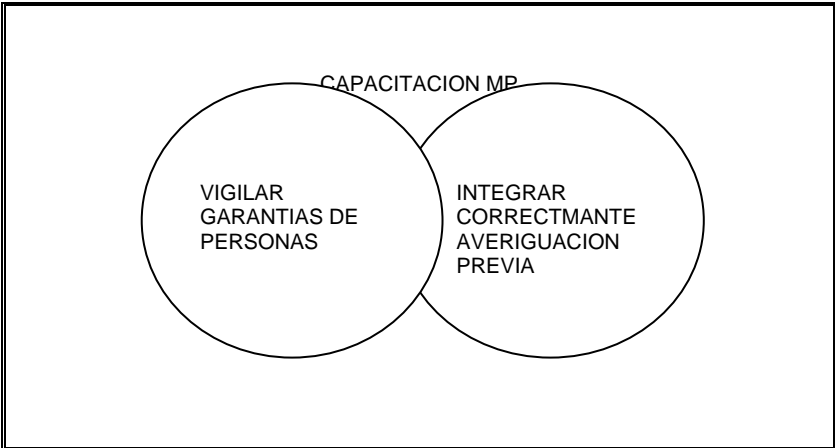 CAPACITACION MP
VIGILAR
GARANTIAS DE
PERSONAS
INTEGRAR
CORRECTMANTE
AVERIGUACION
PREVIA